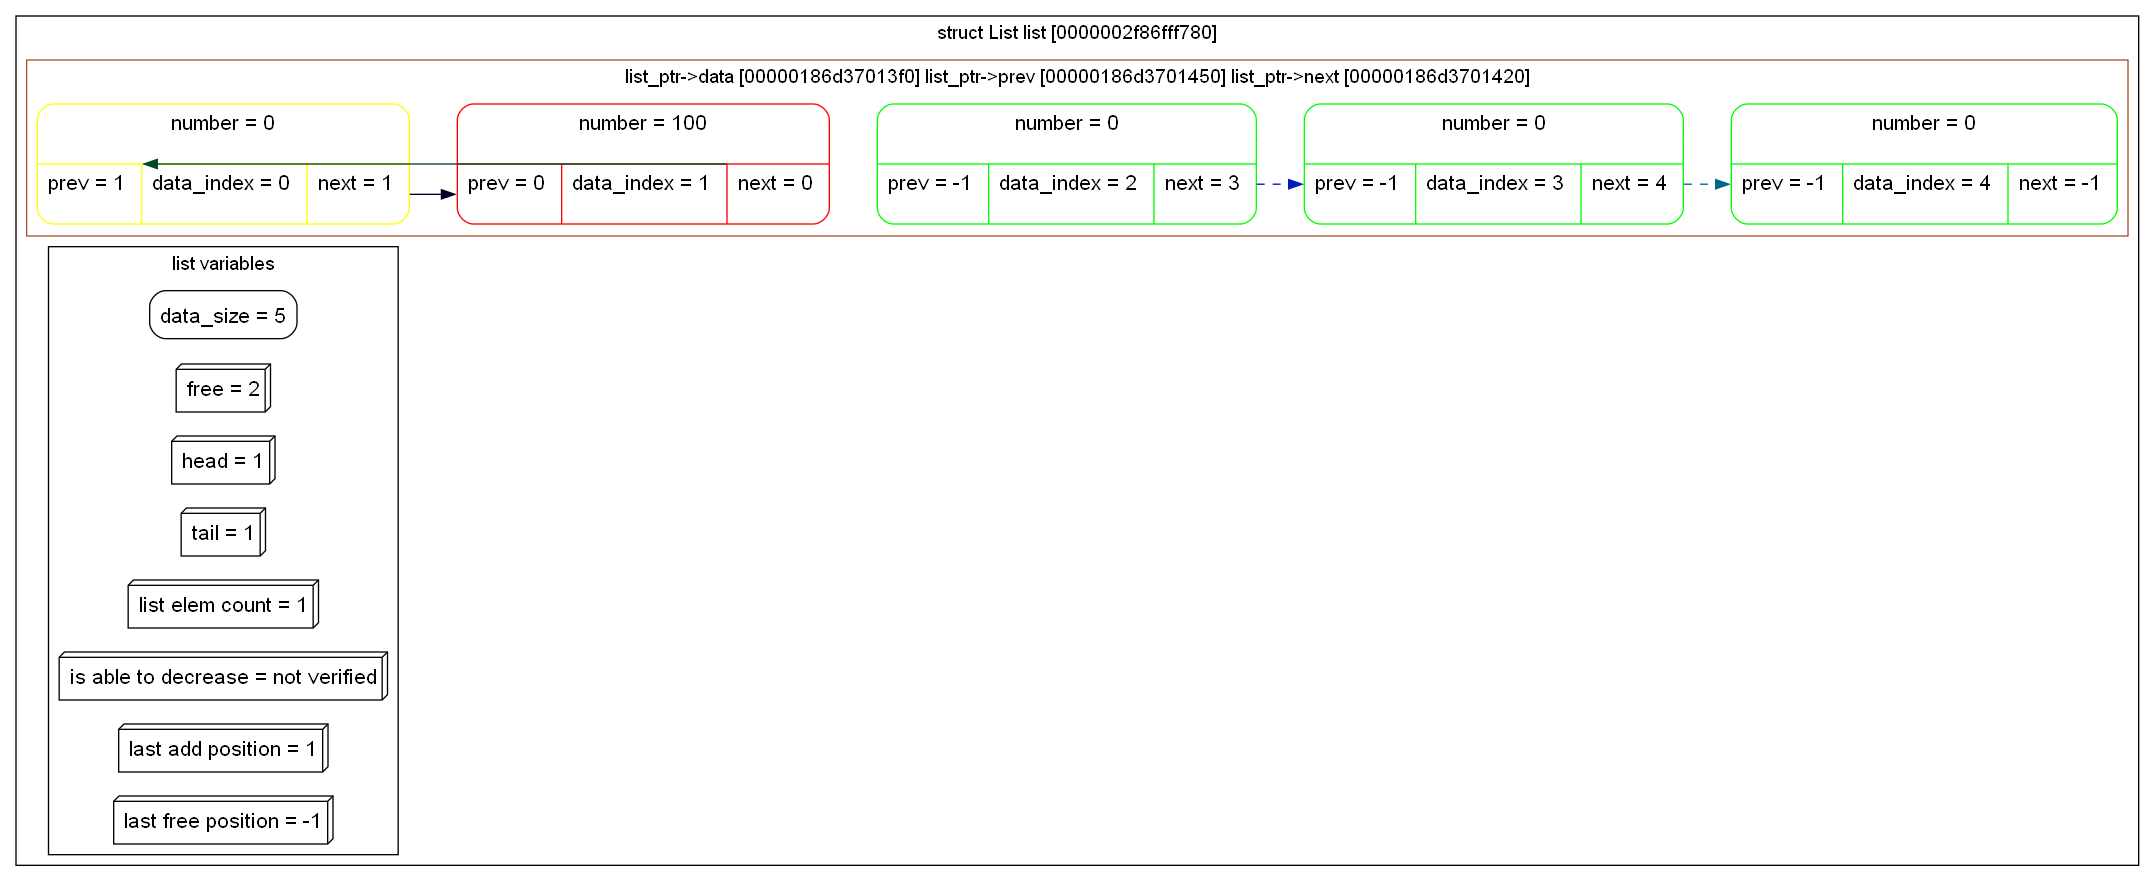 struct List list [0000002f86fff780]
list_ptr->data [00000186d37013f0] list_ptr->prev [00000186d3701450] list_ptr->next [00000186d3701420]
number = 0
prev = 1 data_index = 0 next = 1
number = 100
prev = 0 data_index = 1 next = 0
number = 0
prev = -1 data_index = 2 next = 3
number = 0
prev = -1 data_index = 3 next = 4
number = 0
prev = -1 data_index = 4 next = -1
list variables
data_size = 5
free = 2
head = 1
tail = 1
list elem count = 1
is able to decrease = not verified
last add position = 1
last free position = -1